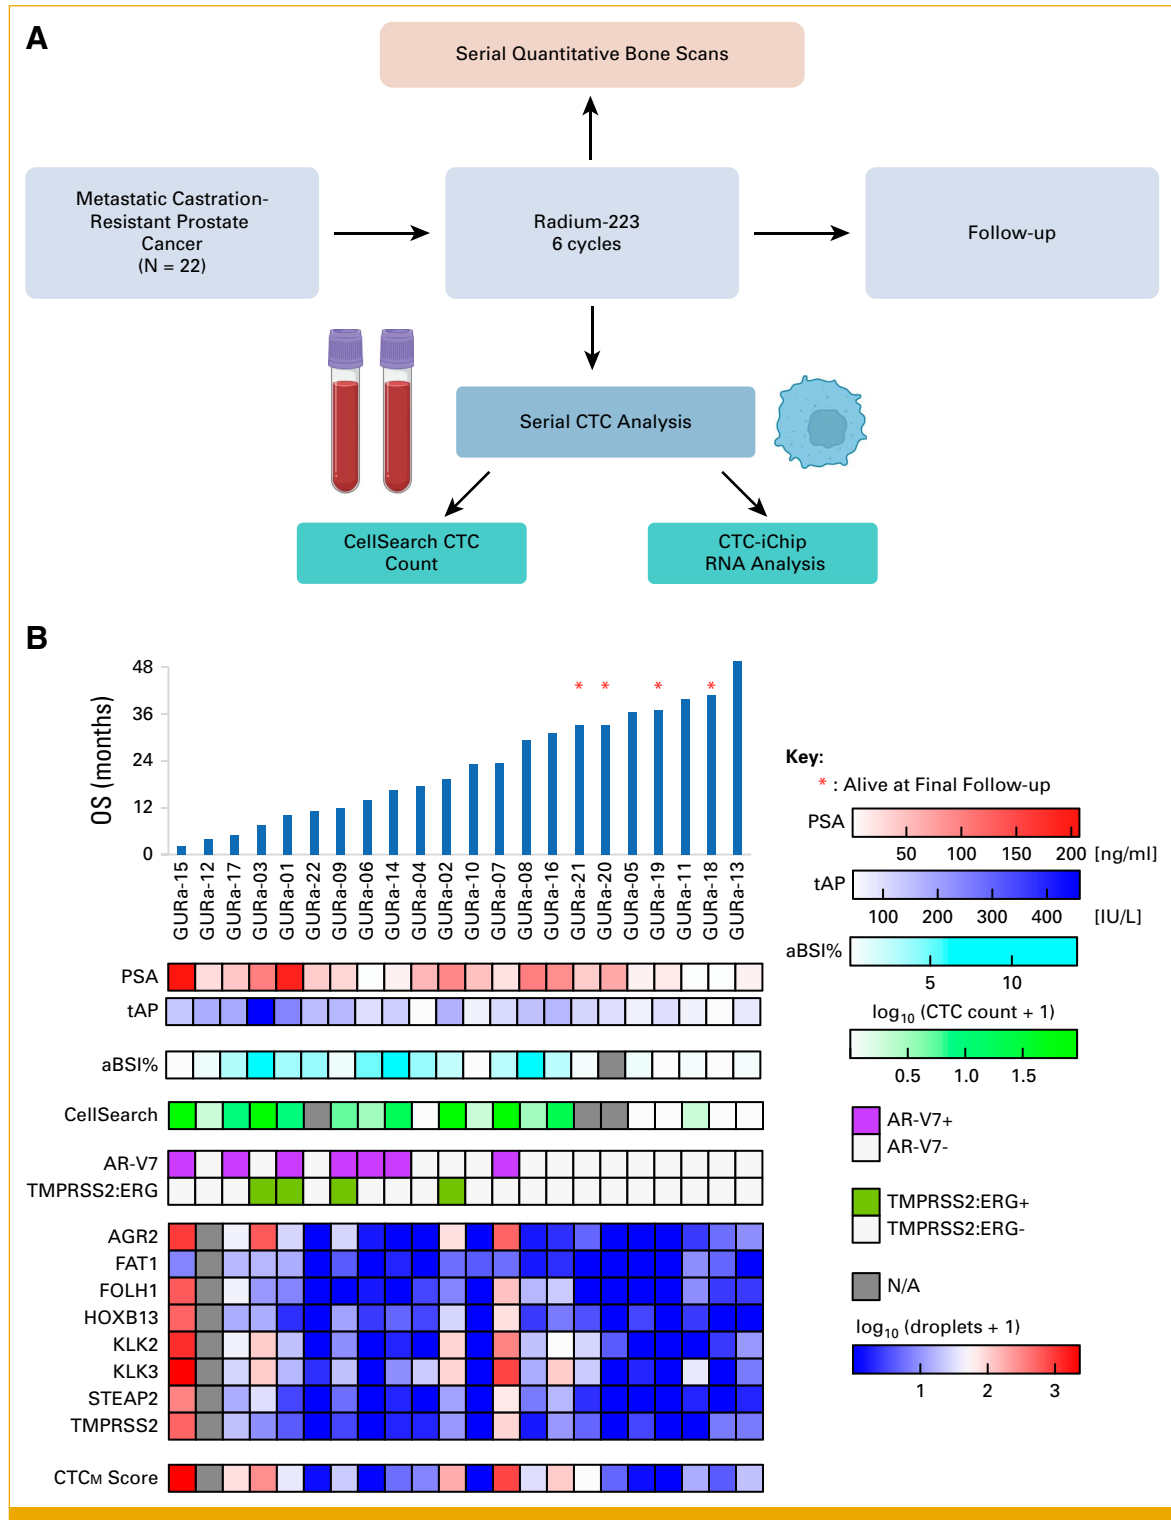 A
Serial Quantitative Bone Scans
Metastatic Castration-
Resistant Prostate
Cancer
(N = 22)
Radium-223
6 cycles
Follow-up
Serial CTC Analysis
CellSearch CTC
Count
CTC-iChip
RNA Analysis
B
OS (months)
48
36
24
12
0
* * * *
GURa-15
GURa-12
GURa-17
GURa-03
GURa-01
GURa-22
GURa-09
GURa-06
GURa-14
GURa-04
GURa-02
GURa-10
GURa-07
GURa-08
GURa-16
GURa-21
GURa-20
GURa-05
GURa-19
GURa-11
GURa-18
GURa-13
PSA
tAP
aBSI%
CellSearch
AR-V7
TMPRSS2:ERG
AGR2
FAT1
FOLH1
HOXB13
KLK2
KLK3
STEAP2
TMPRSS2
CTCM Score
Key:
* : Alive at Final Follow-up
PSA
50 100 150 200 [ng/ml]
tAP
100 200 300 400 [IU/L]
aBSI%
5 10
log10 (CTC count + 1)
0.5 1.0 1.5
AR-V7+
AR-V7-
TMPRSS2:ERG+
TMPRSS2:ERG-
N/A
log10 (droplets + 1)
1 2 3